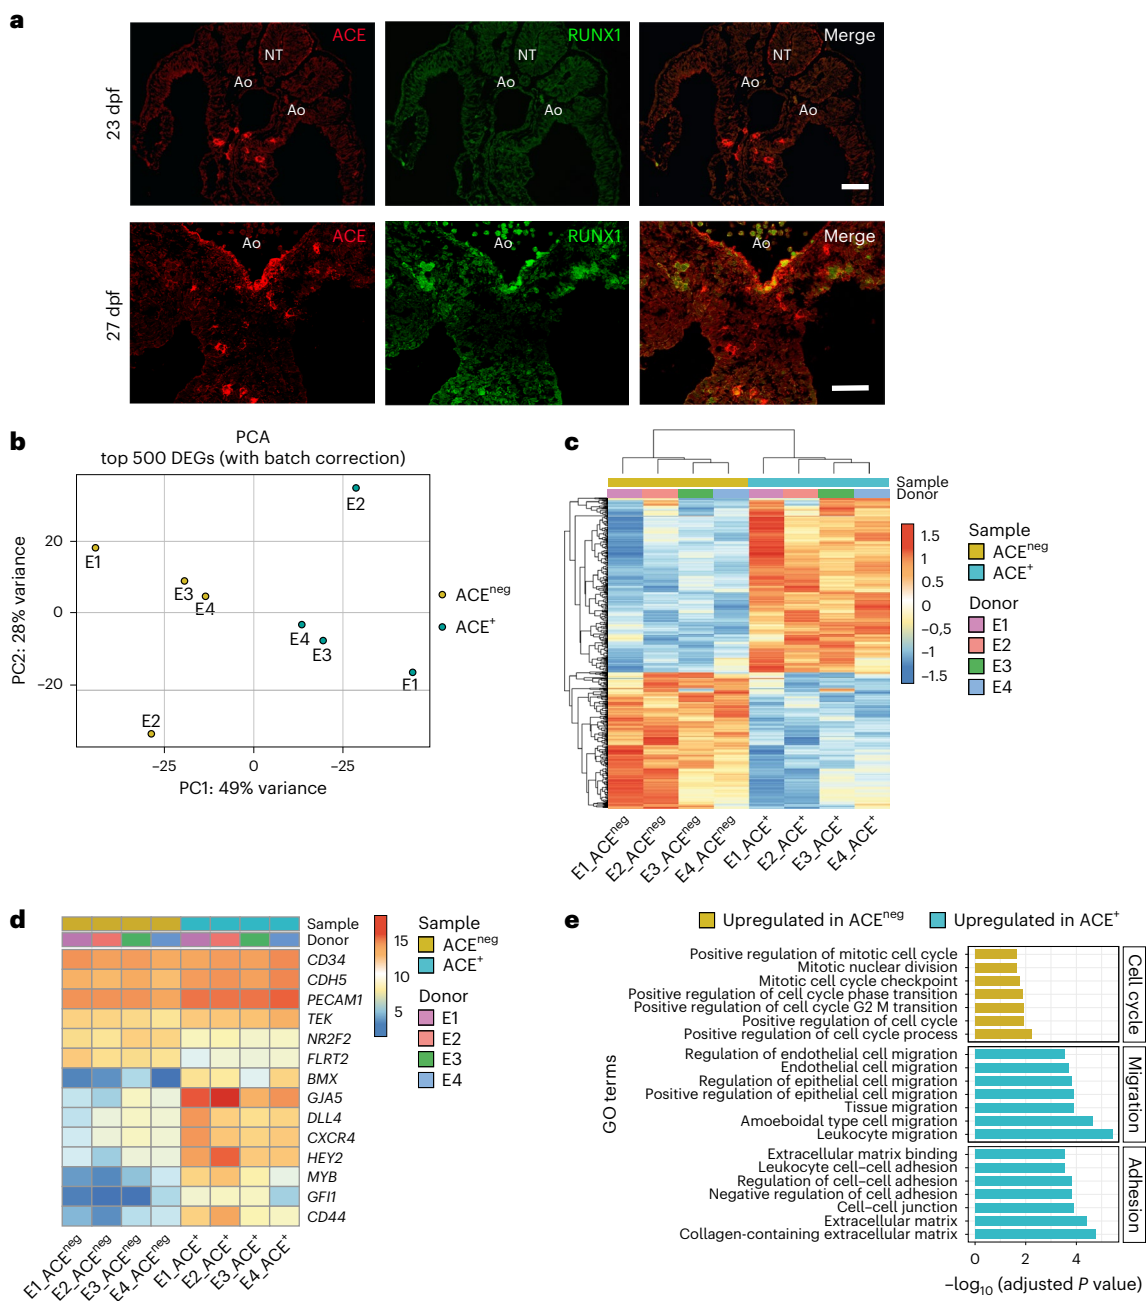 a
ACE
RUNX1
Merge
NT
NT
Ao
Ao
Ao
Ao
Ao
Ao
23 dpf
ACE
RUNX1
Merge
Ao
Ao
Ao
27 dpf
b
PCA
top 500 DEGs (with batch correction)
E2
20
E1
E3
E4
0
E4
E3
−20
E1
E2
−25
0
−25
PC1: 49% variance
PC2: 28% variance
ACEneg
ACE+
c
Sample
Donor
1.5
1
0.5
0
−0,5
−1
−1.5
Sample
ACEneg
ACE+
Donor
E1
E2
E3
E4
E1_ACEneg
E2_ACEneg
E3_ACEneg
E4_ACEneg
E1_ACE+
E2_ACE+
E3_ACE+
E4_ACE+
d
Sample
Donor
CD34
CDH5
PECAM1
TEK
NR2F2
FLRT2
BMX
GJA5
DLL4
CXCR4
HEY2
MYB
GFI1
CD44
15
10
5
Sample
ACEneg
ACE+
Donor
E1
E2
E3
E4
E1_ACEneg
E2_ACEneg
E3_ACEneg
E4_ACEneg
E1_ACE+
E2_ACE+
E3_ACE+
E4_ACE+
e
Upregulated in ACEneg
Upregulated in ACE+
GO terms
Positive regulation of mitotic cell cycle
Mitotic nuclear division
Mitotic cell cycle checkpoint
Positive regulation of cell cycle phase transition
Positive regulation of cell cycle G2 M transition
Positive regulation of cell cycle
Positive regulation of cell cycle process
Cell cycle
Regulation of endothelial cell migration
Endothelial cell migration
Regulation of epithelial cell migration
Positive regulation of epithelial cell migration
Tissue migration
Amoeboidal type cell migration
Leukocyte migration
Migration
Extracellular matrix binding
Leukocyte cell–cell adhesion
Regulation of cell–cell adhesion
Negative regulation of cell adhesion
Cell–cell junction
Extracellular matrix
Collagen-containing extracellular matrix
Adhesion
0
2
4
−log10 (adjusted P value)